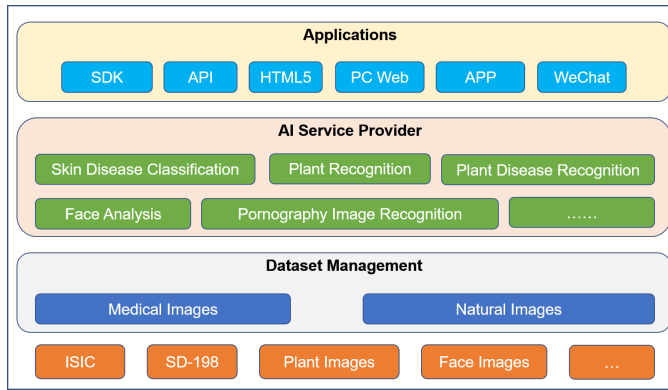 Applications
SDK API HTML5 PC Web APP WeChat
AI Service Provider
Skin Disease Classification Plant Recognition Plant Disease Recognition
Face Analysis Pornography Image Recognition ......
Dataset Management
Medical Images Natural Images
ISIC SD-198 Plant Images Face Images ...